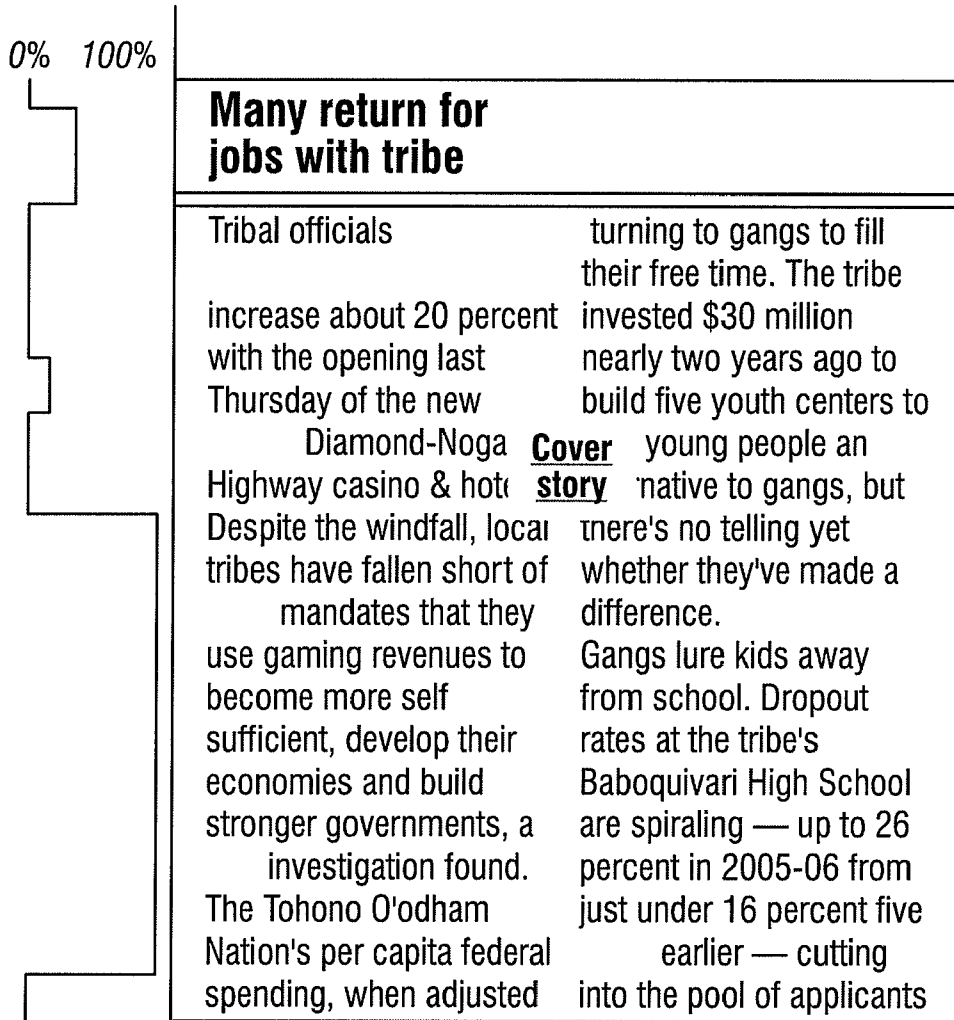 0% 100%
Many return for
jobs with tribe
Tribal officials
increase about 20 percent
with the opening last
Thursday of the new
Diamond-Noga
Highway casino &
Despite the windfall, local
tribes have fallen short of
mandates that they
use gaming revenues to
become more self
sufficient, develop their
economies and build
stronger governments, a
investigation found.
The Tohono O'odham
Nation's per capita federal
spending, when adjusted
Cover
story
turning to gangs to fill
their free time. The tribe
invested $30 million
nearly two years ago to
build five youth centers to
young people an
native to gangs, but
there's no telling yet
whether they've made a
difference.
Gangs lure kids away
from school. Dropout
rates at the tribe's
Baboquivari High School
are spiraling — up to 26
percent in 2005-06 from
just under 16 percent five
earlier — cutting
into the pool of applicants